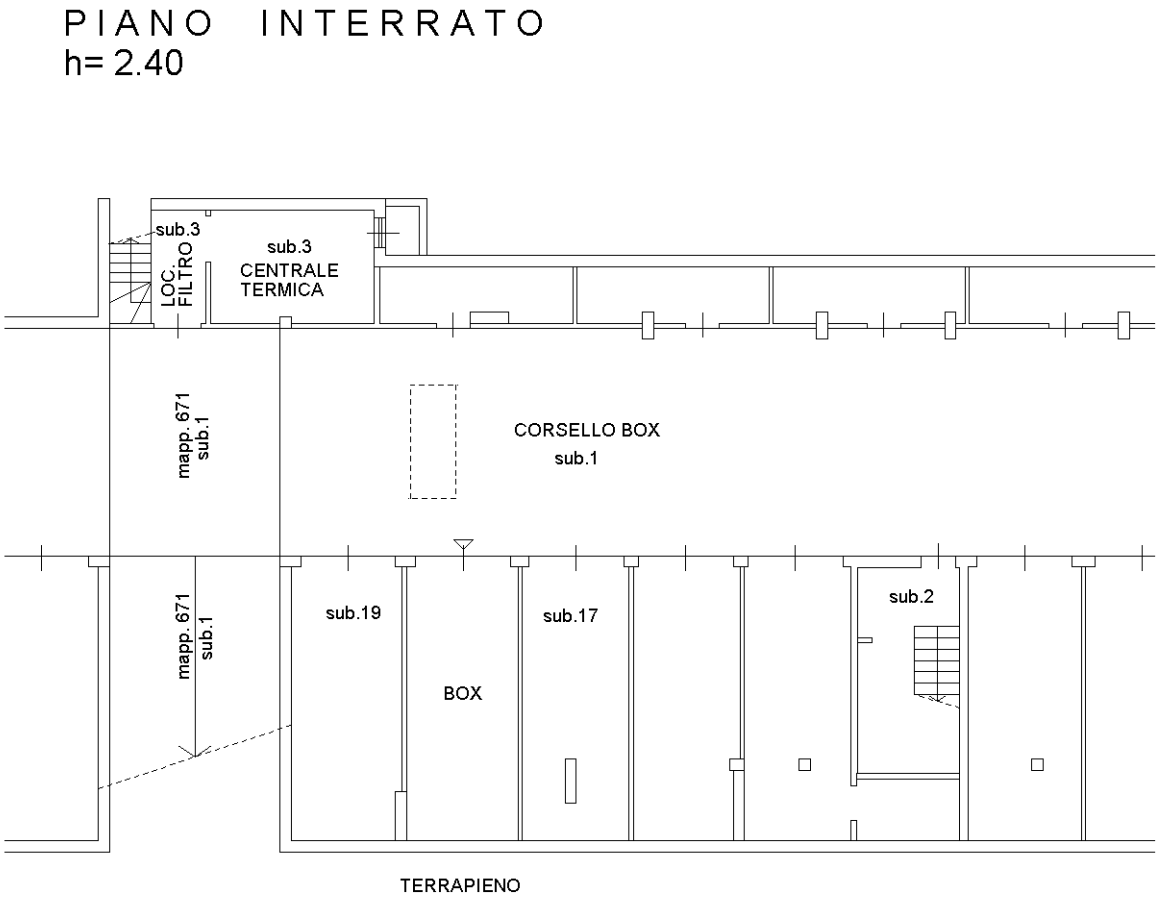 PIANO INTERRATO
h= 2.40
sub.3
LOC.
FILTRO
sub.3
CENTRALE
TERMICA
mapp. 671
sub.1
CORSELLO BOX
sub.1
mapp. 671
sub.1
sub.19
BOX
sub.17
sub.2
TERRAPIENO